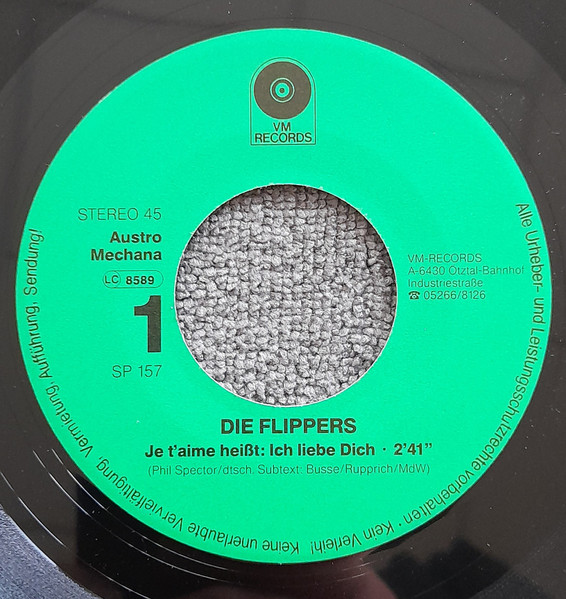 VM
RECORDS
STEREO 45
Austro
Mechana
LC 8589
1
SP 157
VM-RECORDS
A-6430 Ötztal-Bahnhof
Industriestraße
☎ 05266/8126
DIE FLIPPERS
Je t'aime heißt: Ich liebe Dich · 2'41"
(Phil Spector/dtsch. Subtext: Busse/Rupprich/MdW)
Alle Urheber- und Leistungsschutzrechte vorbehalten · Kein Verleih! Keine unerlaubte Vervielfältigung, Vermietung, Aufführung, Sendung!